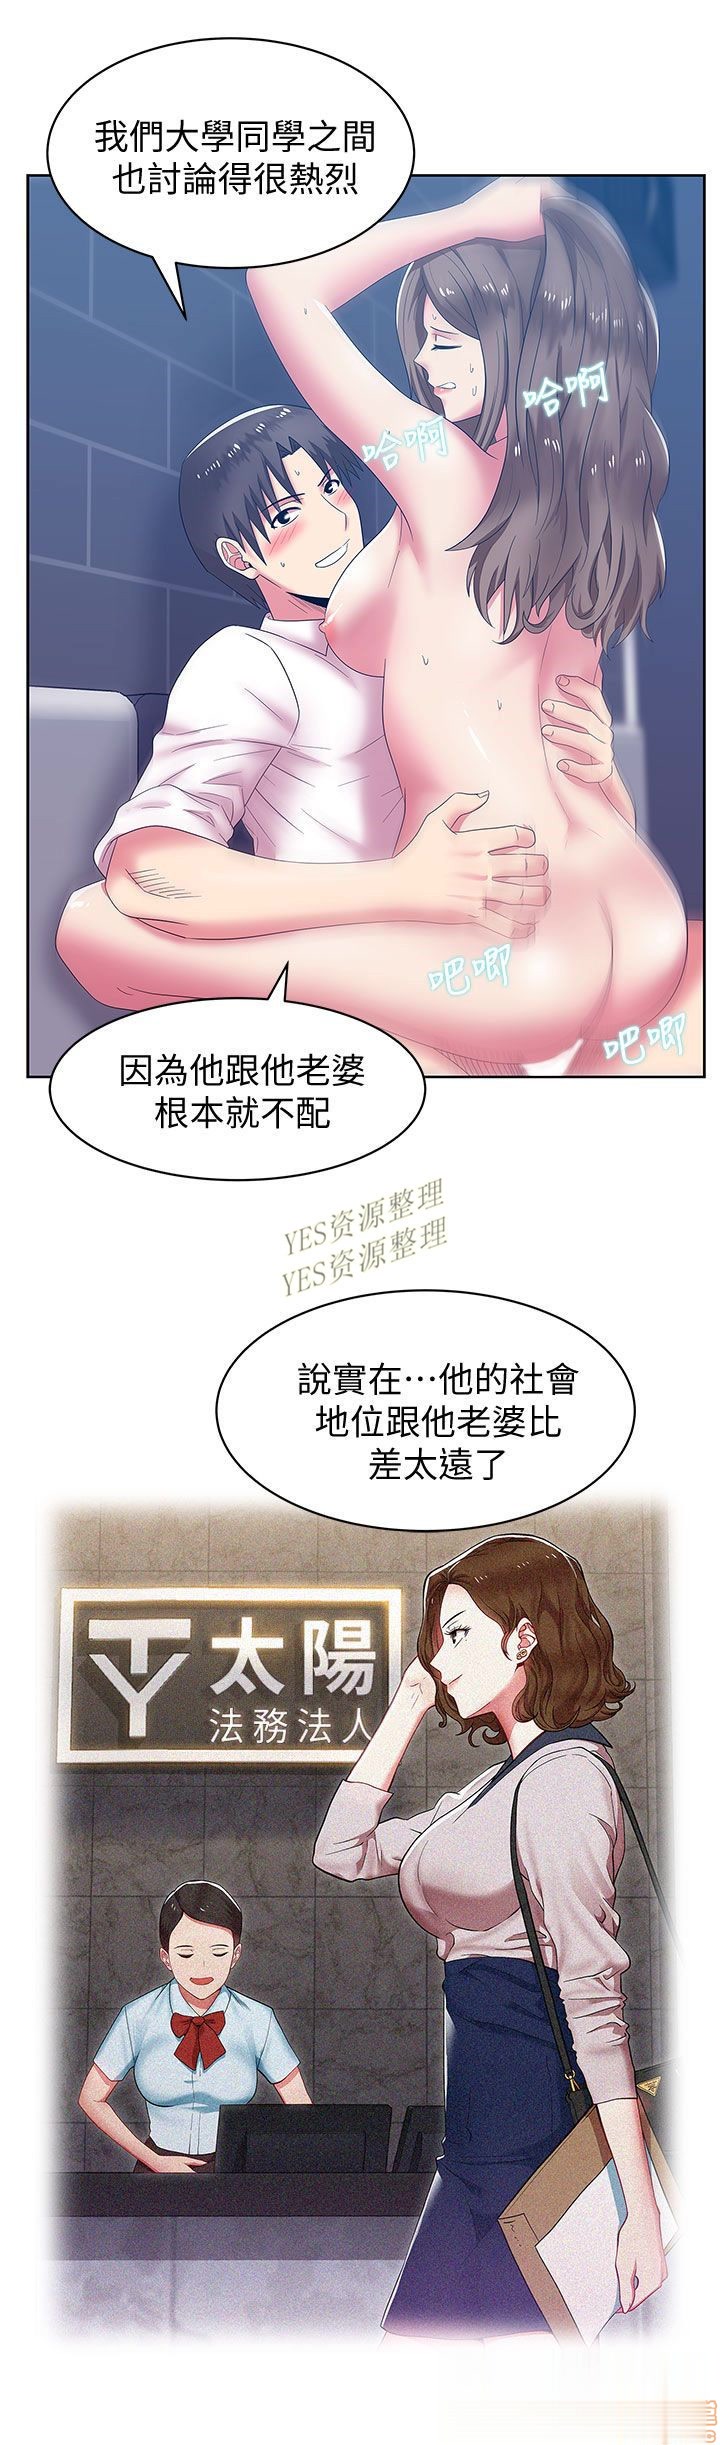 我們大學同學之間
也討論得很熱烈
哈啊
哈啊
吧唧
吧唧
因為他跟他老婆
根本就不配
YES资源整理
YES资源整理
說實在⋯他的社會
地位跟他老婆比
差太遠了
太陽
法務法人